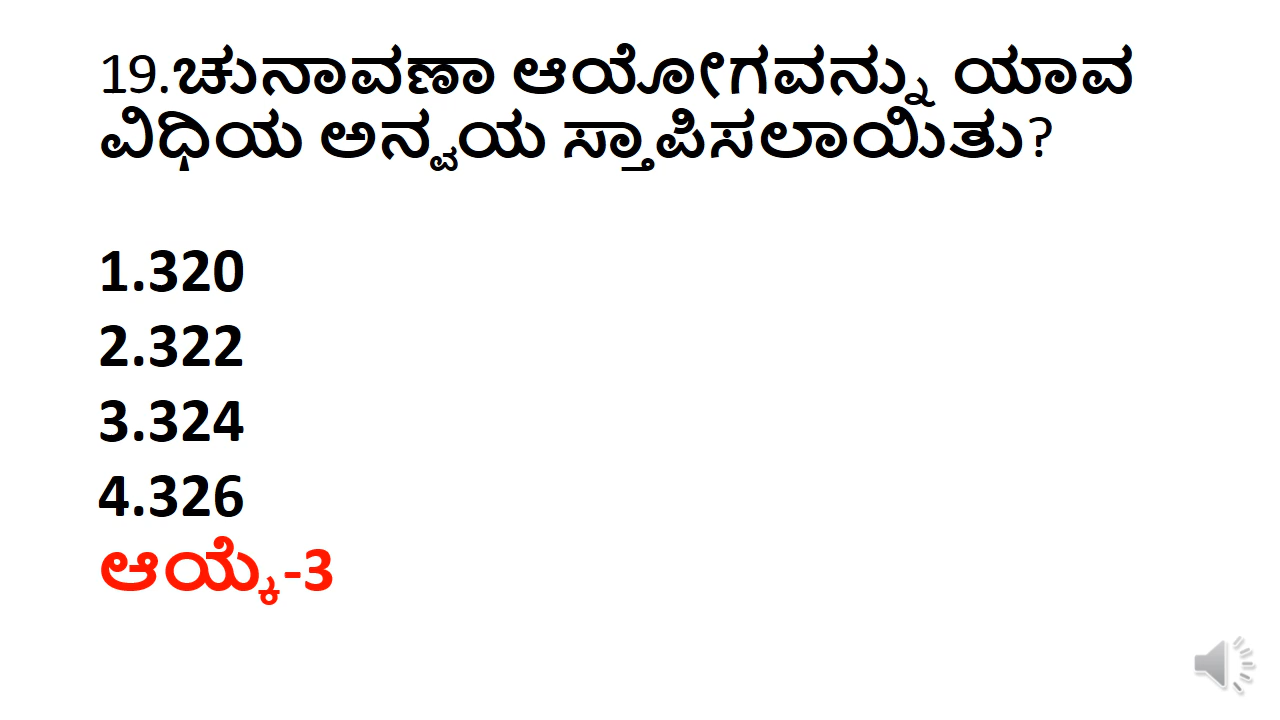 19.ಚುನಾವಣಾ ಆಯೋಗವನ್ನು ಯಾವ
ವಿಧಿಯ ಅನ್ವಯ ಸ್ತಾಪಿಸಲಾಯಿತು?
1.320
2.322
3.324
4.326
ಆಯ್ಕೆ-3